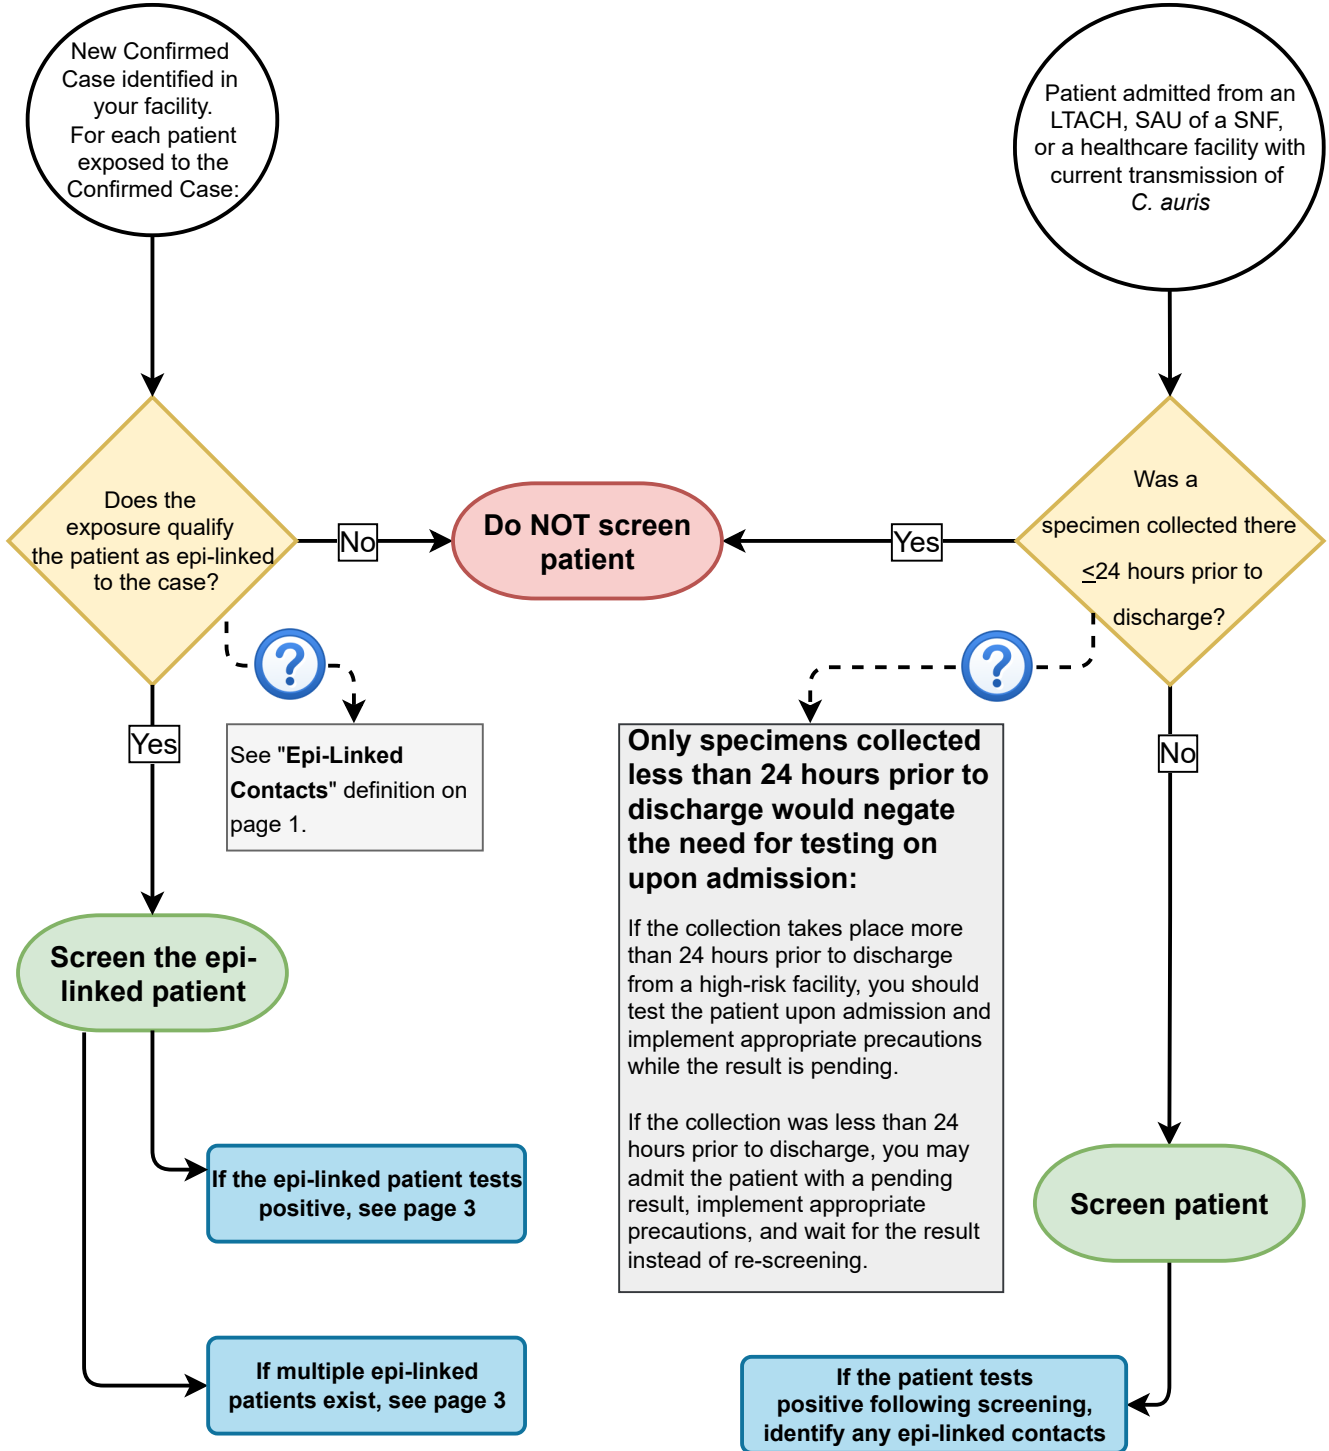 New Confirmed
Case identified in
your facility.
For each patient
exposed to the
Confirmed Case:
Patient admitted from an
LTACH, SAU of a SNF,
or a healthcare facility with
current transmission of
C. auris
Does the
exposure qualify
the patient as epi-linked
to the case?
No
Do NOT screen
patient
Yes
Was a
specimen collected there
≤24 hours prior to
discharge?
?
?
Yes
See "Epi-Linked
Contacts" definition on
page 1.
Only specimens collected
less than 24 hours prior to
discharge would negate
the need for testing on
upon admission:
If the collection takes place more
than 24 hours prior to discharge
from a high-risk facility, you should
test the patient upon admission and
implement appropriate precautions
while the result is pending.
If the collection was less than 24
hours prior to discharge, you may
admit the patient with a pending
result, implement appropriate
precautions, and wait for the result
instead of re-screening.
No
Screen the epi-
linked patient
If the epi-linked patient tests
positive, see page 3
If multiple epi-linked
patients exist, see page 3
Screen patient
If the patient tests
positive following screening,
identify any epi-linked contacts